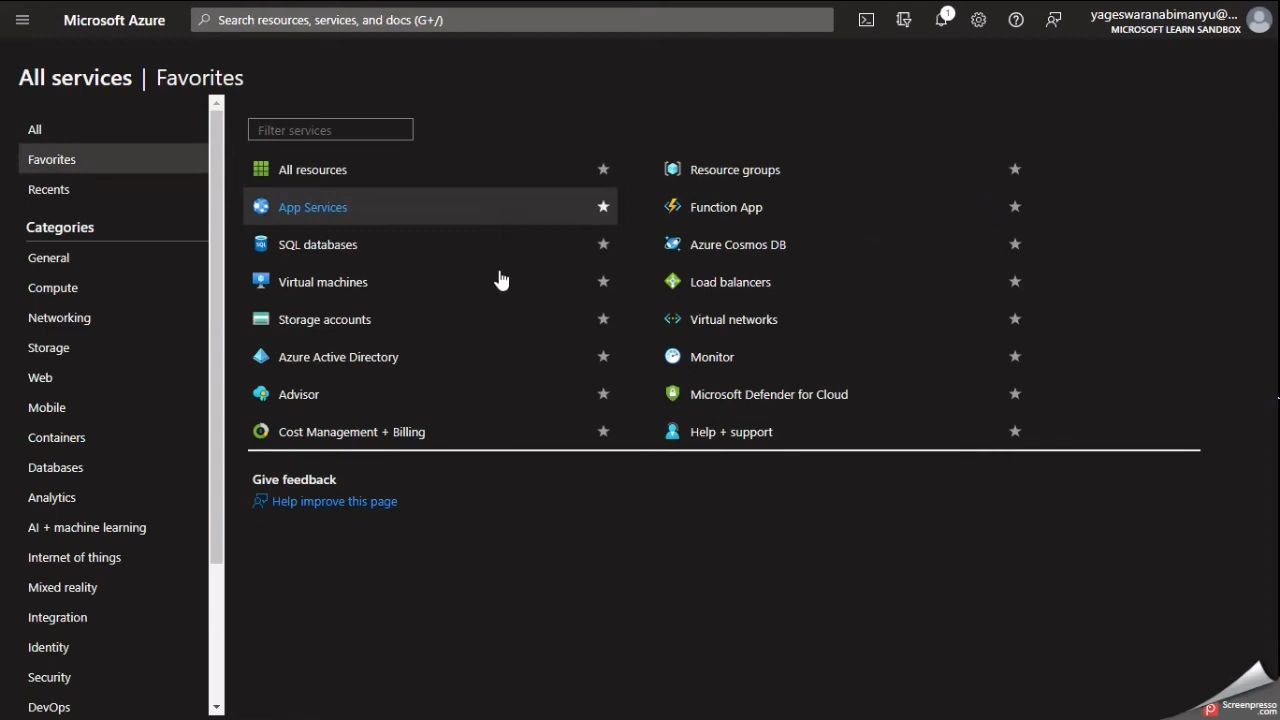 Microsoft Azure
Search resources, services, and docs (G+/)
1
yageswaranabimanyu@...
MICROSOFT LEARN SANDBOX
All services | Favorites
All
Favorites
Recents
Categories
General
Compute
Networking
Storage
Web
Mobile
Containers
Databases
Analytics
AI + machine learning
Internet of things
Mixed reality
Integration
Identity
Security
DevOps
Filter services
All resources
Resource groups
App Services
Function App
SQL SQL databases
Azure Cosmos DB
Virtual machines
Load balancers
Storage accounts
Virtual networks
Azure Active Directory
Monitor
Advisor
Microsoft Defender for Cloud
Cost Management + Billing
Help + support
Give feedback
Help improve this page
Screenpresso
.com